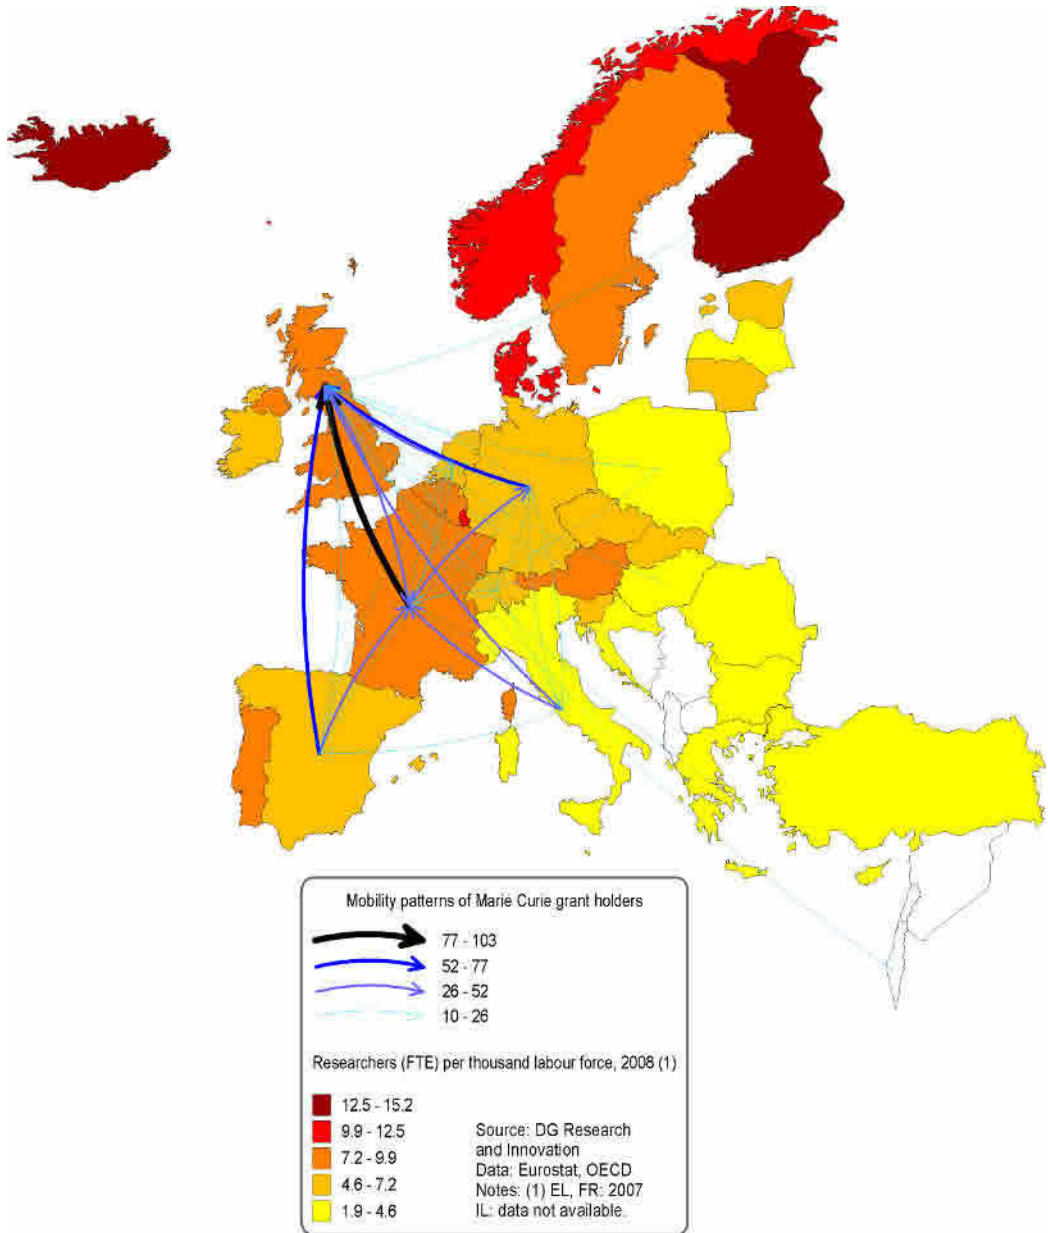 Mobility patterns of Marie Curie grant holders
77 - 103
52 - 77
26 - 52
10 - 26
Researchers (FTE) per thousand labour force, 2008 (1)
12.5 - 15.2
9.9 - 12.5
7.2 - 9.9
4.6 - 7.2
1.9 - 4.6
Source: DG Research
and Innovation
Data: Eurostat, OECD
Notes: (1) EL, FR: 2007
IL: data not available.